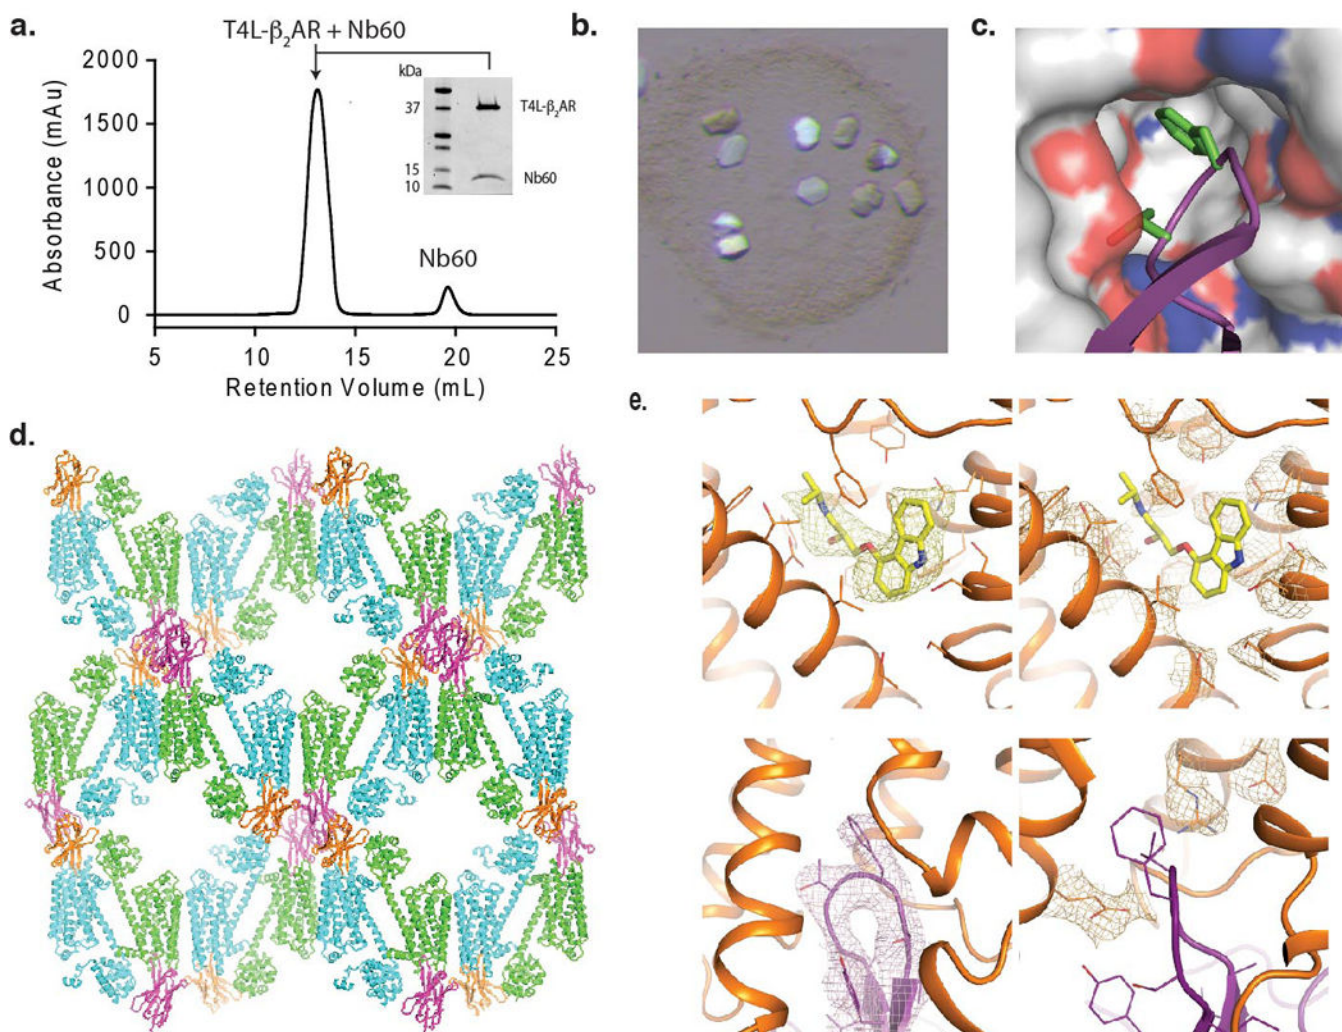 a.
T4L-β₂AR + Nb60
2000
1500
1000
500
0
Absorbance (mAu)
kDa
37
15
10
T4L-β₂AR
Nb60
Nb60
5
10
15
20
25
Retention Volume (mL)
b.
c.
d.
e.